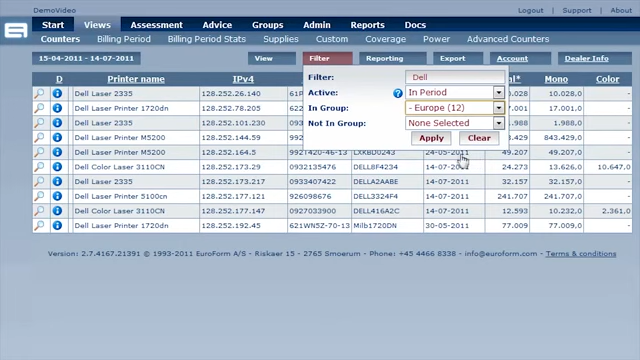 DemoVideo
Logout | Support | About
Start Views Assessment Advice Groups Admin Reports Docs
Counters Billing Period Billing Period Stats Supplies Custom Coverage Power Advanced Counters
15-04-2011 - 14-07-2011 View Filter Reporting Export Account Dealer Info
Filter: Dell
Active: ? In Period
In Group: - Europe (12)
Not In Group: None Selected
Apply Clear
D Printer name IPv4 Mono Color
Dell Laser 2335 128.252.26.140 10.028,0
Dell Laser Printer 1720dn 128.252.78.205 17.001,0
Dell Laser 2335 128.252.101.230 1.988,0
Dell Laser Printer M5200 128.252.144.59 843.429,0
Dell Laser Printer M5200 128.252.164.5 24-05-2011 92.207,0
Dell Color Laser 3110CN 128.252.173.29 0932135476 DELL8F4234 14-07-2011 24.273 13.626,0 10.647,0
Dell Laser 2335 128.252.173.217 0933407422 DELLA2AABE 14-07-2011 32.157 32.157,0
Dell Laser Printer 5100cn 128.252.177.121 926098676 DELL3324F4 14-07-2011 241.707 241.707,0
Dell Color Laser 3110CN 128.252.177.147 0927033900 DELL416A2C 14-07-2011 12.593 10.232,0 2.361,0
Dell Laser Printer 1720dn 128.252.192.45 621WN5Z-70-13 Milb1720DN 30-05-2011 77.009 77.009,0
Version: 2.7.4167.21391 © 1993-2011 EuroForm A/S - Riskaer 15 - 2765 Smoerum - Phone: +45 4466 8338 - info@euroform.com - Terms & conditions